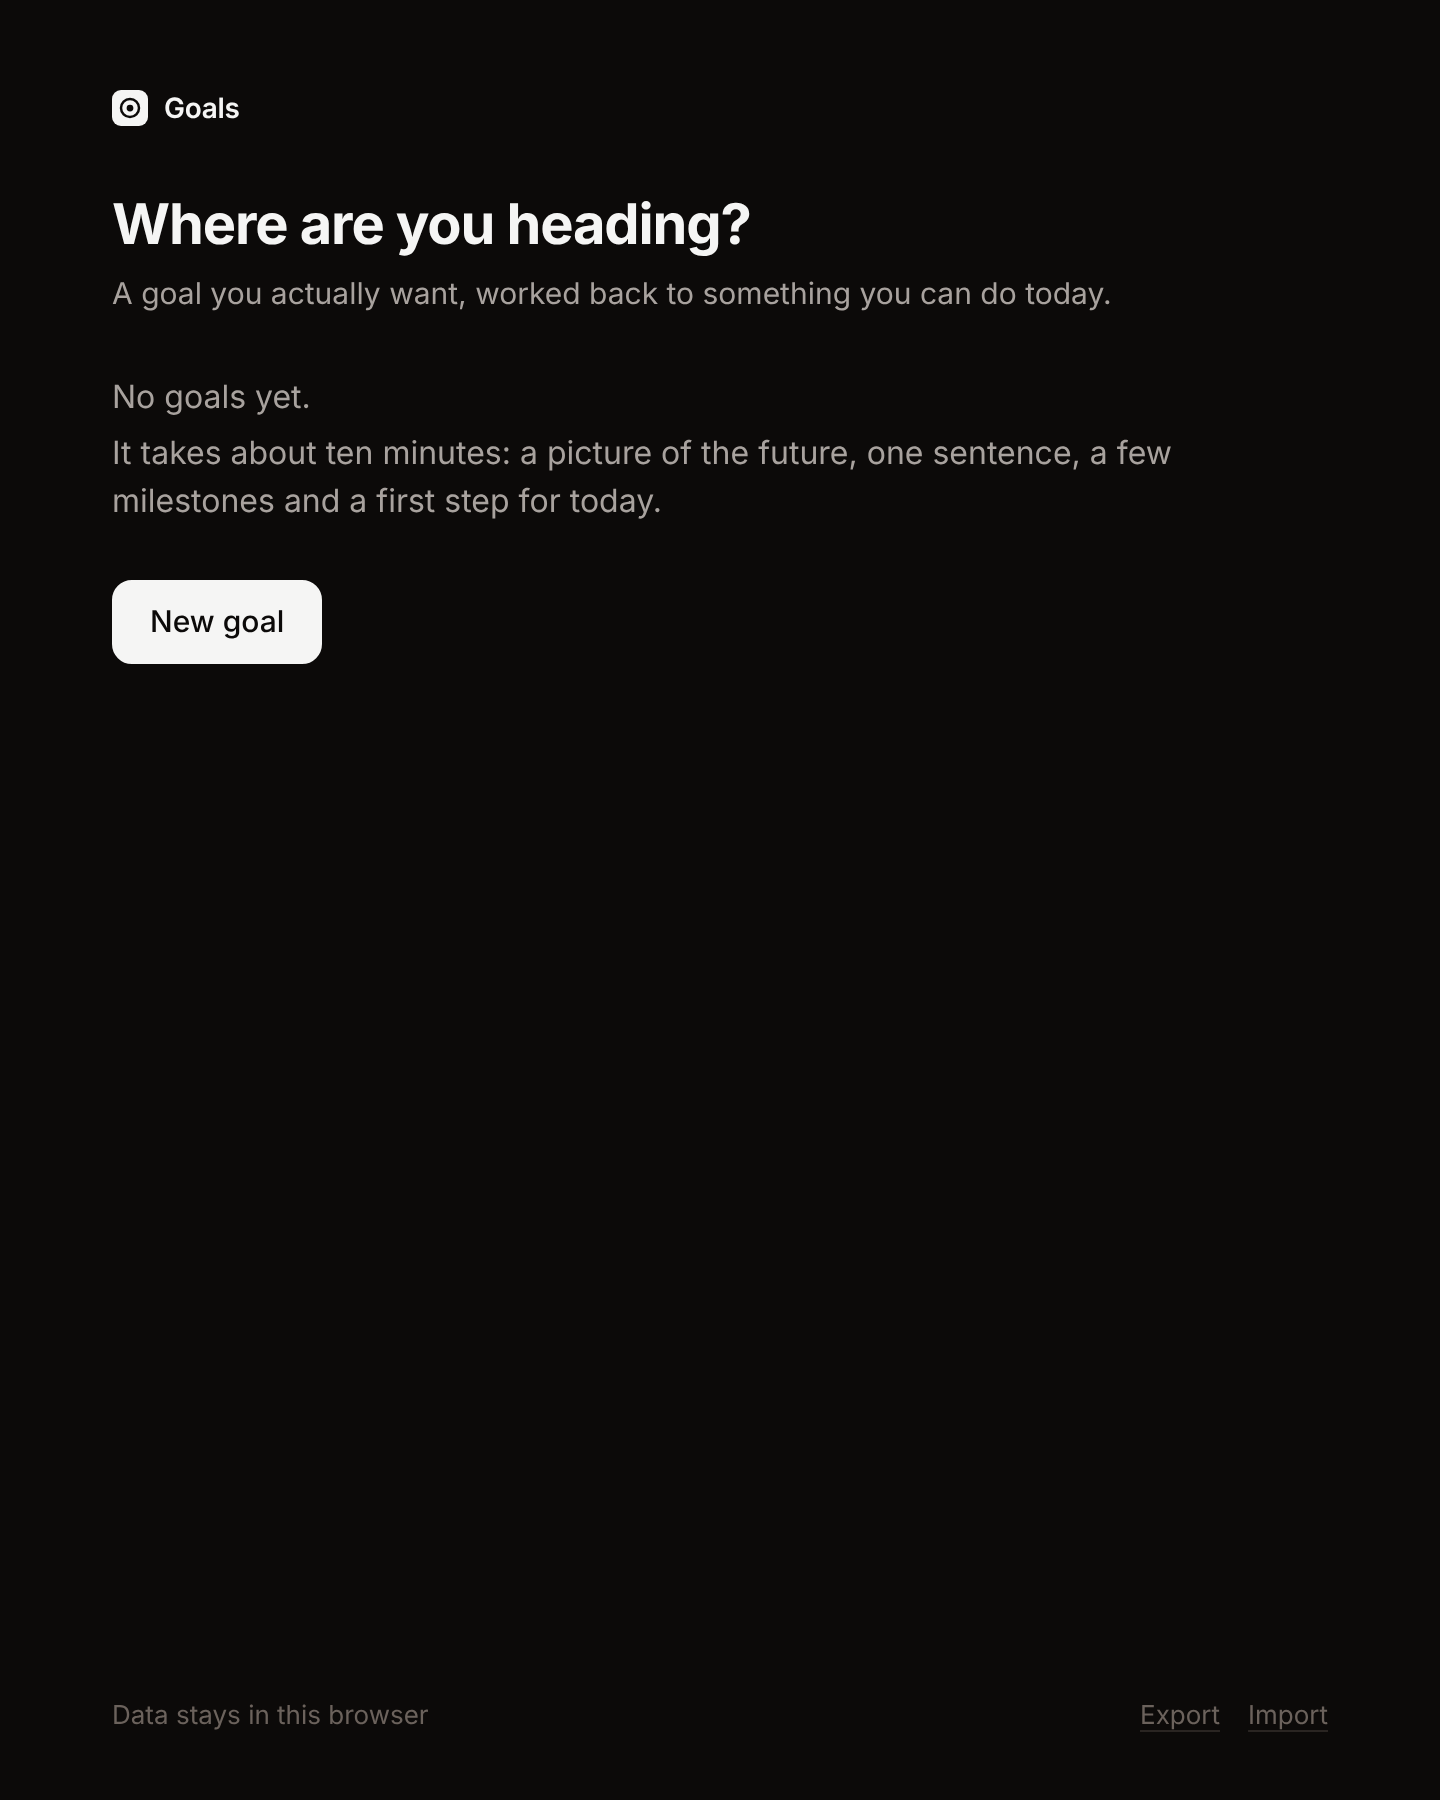 Goals
Where are you heading?
A goal you actually want, worked back to something you can do today.
No goals yet.
It takes about ten minutes: a picture of the future, one sentence, a few
milestones and a first step for today.
New goal
Data stays in this browser
Export Import